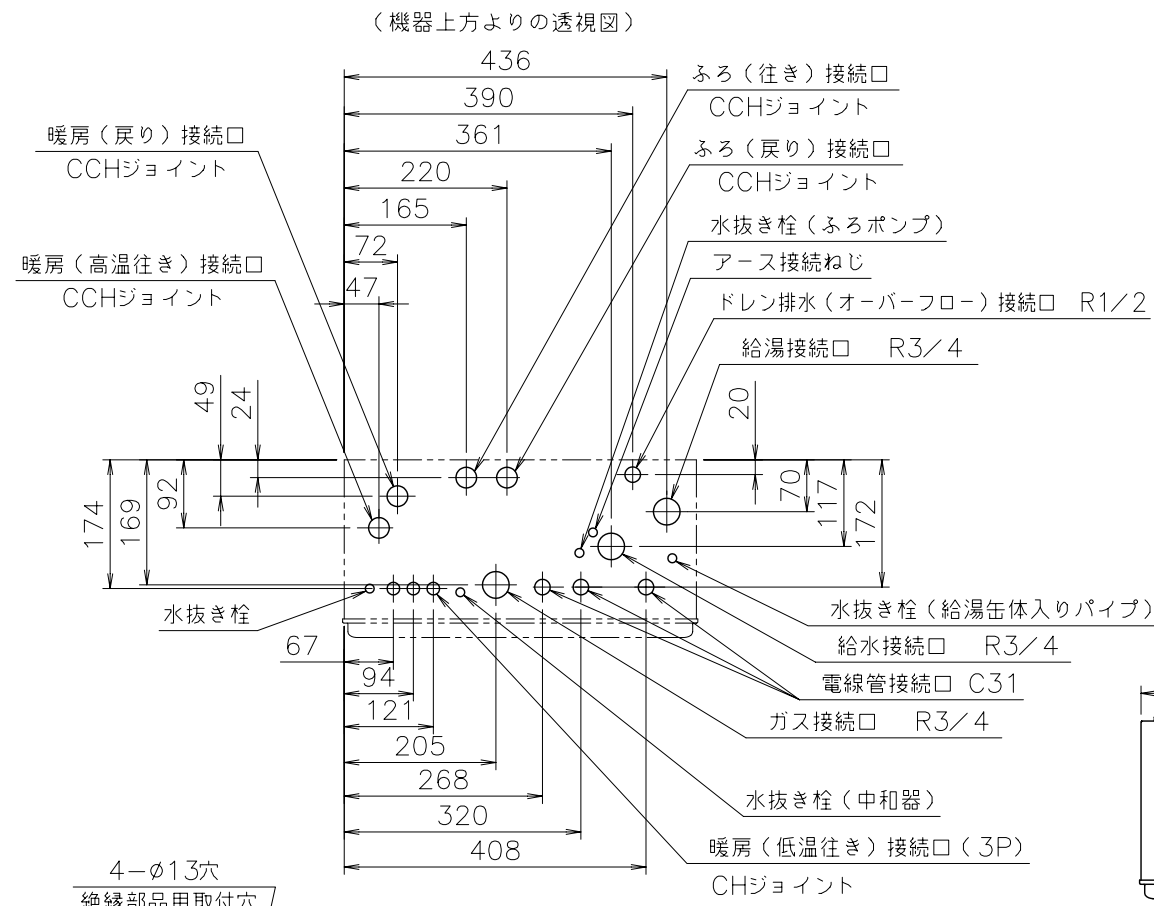 (機器上方よりの透視図)
436
ふろ(往き)接続口
CCHジョイント
390
暖房(戻り)接続口
CCHジョイント
361
ふろ(戻り)接続口
CCHジョイント
220
165
水抜き栓(ふろポンプ)
72
アース接続ねじ
暖房(高温往き)接続口
CCHジョイント
47
ドレン排水(オーバーフロー)接続口 R1/2
給湯接続口 R3/4
49
24
20
92
70
174
169
117
172
水抜き栓
水抜き栓(給湯缶体入りパイプ)
67
給水接続口 R3/4
94
電線管接続口 C31
121
ガス接続口 R3/4
205
268
水抜き栓(中和器)
320
暖房(低温往き)接続口(3P)
CHジョイント
408
4-φ13穴
絶縁部品用取付穴